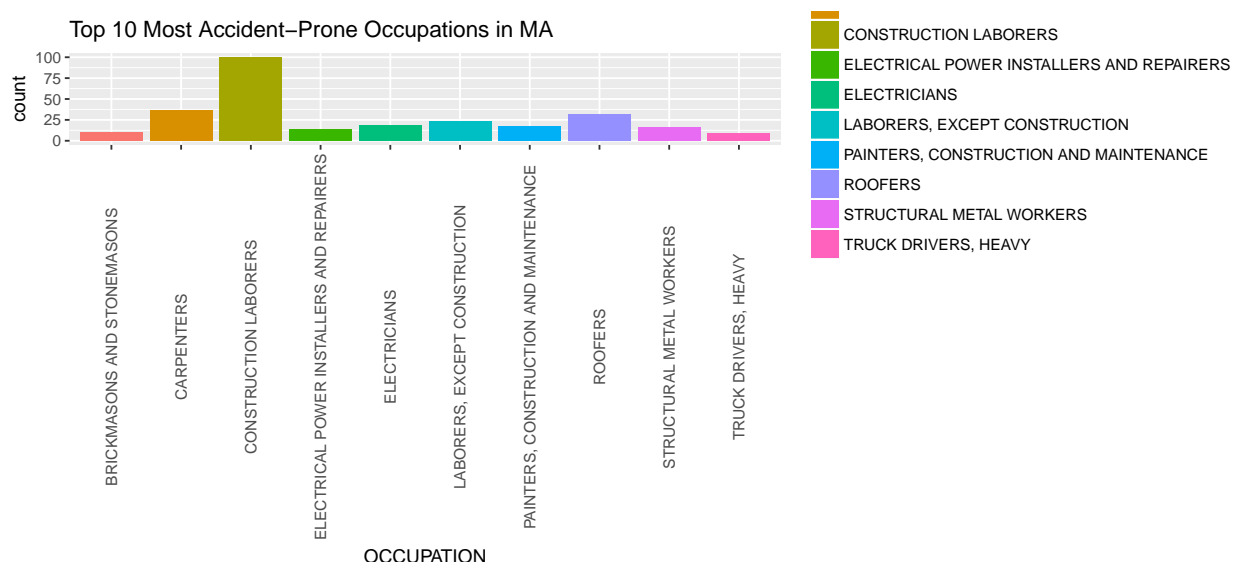 Top 10 Most Accident−Prone Occupations in MA
count
100
75
50
25
0
BRICKMASONS AND STONEMASONS
CARPENTERS
CONSTRUCTION LABORERS
ELECTRICAL POWER INSTALLERS AND REPAIRERS
ELECTRICIANS
LABORERS, EXCEPT CONSTRUCTION
PAINTERS, CONSTRUCTION AND MAINTENANCE
ROOFERS
STRUCTURAL METAL WORKERS
TRUCK DRIVERS, HEAVY
OCCUPATION
CONSTRUCTION LABORERS
ELECTRICAL POWER INSTALLERS AND REPAIRERS
ELECTRICIANS
LABORERS, EXCEPT CONSTRUCTION
PAINTERS, CONSTRUCTION AND MAINTENANCE
ROOFERS
STRUCTURAL METAL WORKERS
TRUCK DRIVERS, HEAVY